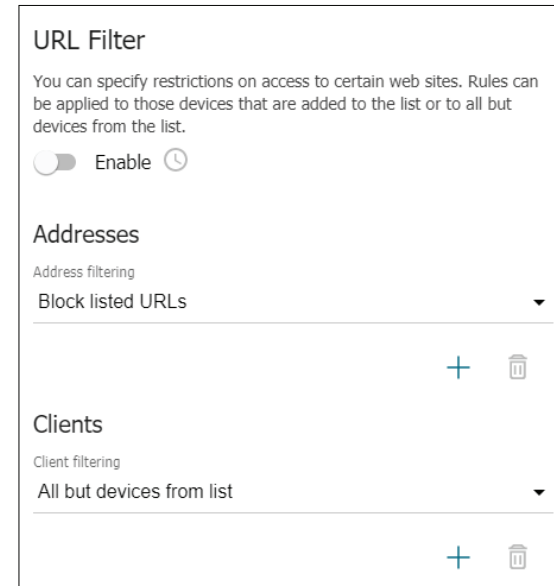 URL Filter
You can specify restrictions on access to certain web sites. Rules can
be applied to those devices that are added to the list or to all but
devices from the list.
Enable
Addresses
Address filtering
Block listed URLs
Clients
Client filtering
All but devices from list